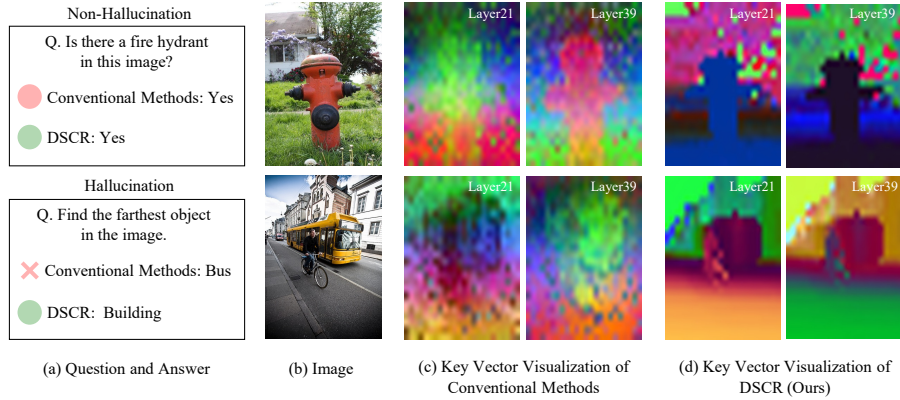 Non-Hallucination
Q. Is there a fire hydrant
in this image?
Conventional Methods: Yes
DSCR: Yes
Layer21
Layer39
Layer21
Layer39
Hallucination
Q. Find the farthest object
in the image.
Conventional Methods: Bus
DSCR: Building
Layer21
Layer39
Layer21
Layer39
(a) Question and Answer
(b) Image
(c) Key Vector Visualization of
Conventional Methods
(d) Key Vector Visualization of
DSCR (Ours)